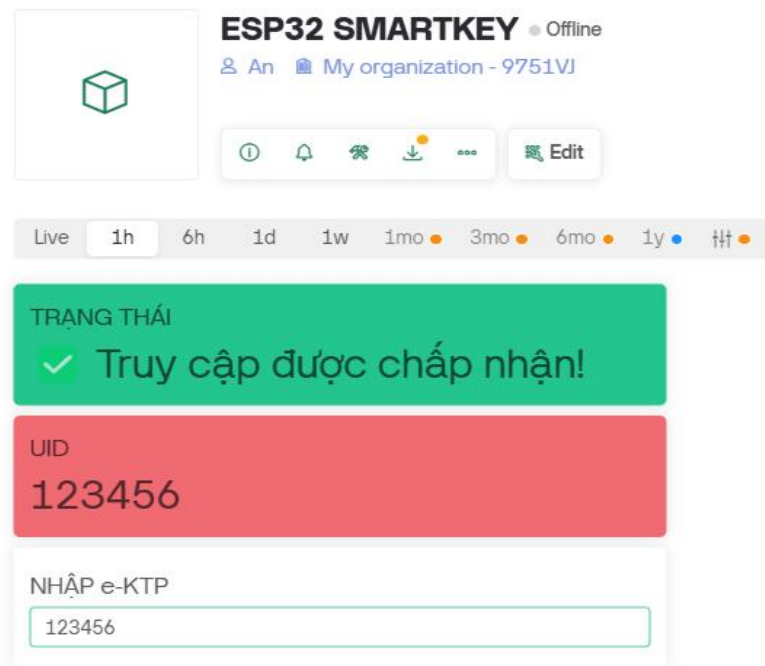 ESP32 SMARTKEY Offline
An My organization - 9751VJ
Edit
Live 1h 6h 1d 1w 1mo 3mo 6mo 1y
TRẠNG THÁI
Truy cập được chấp nhận!
UID
123456
NHẬP e-KTP
123456